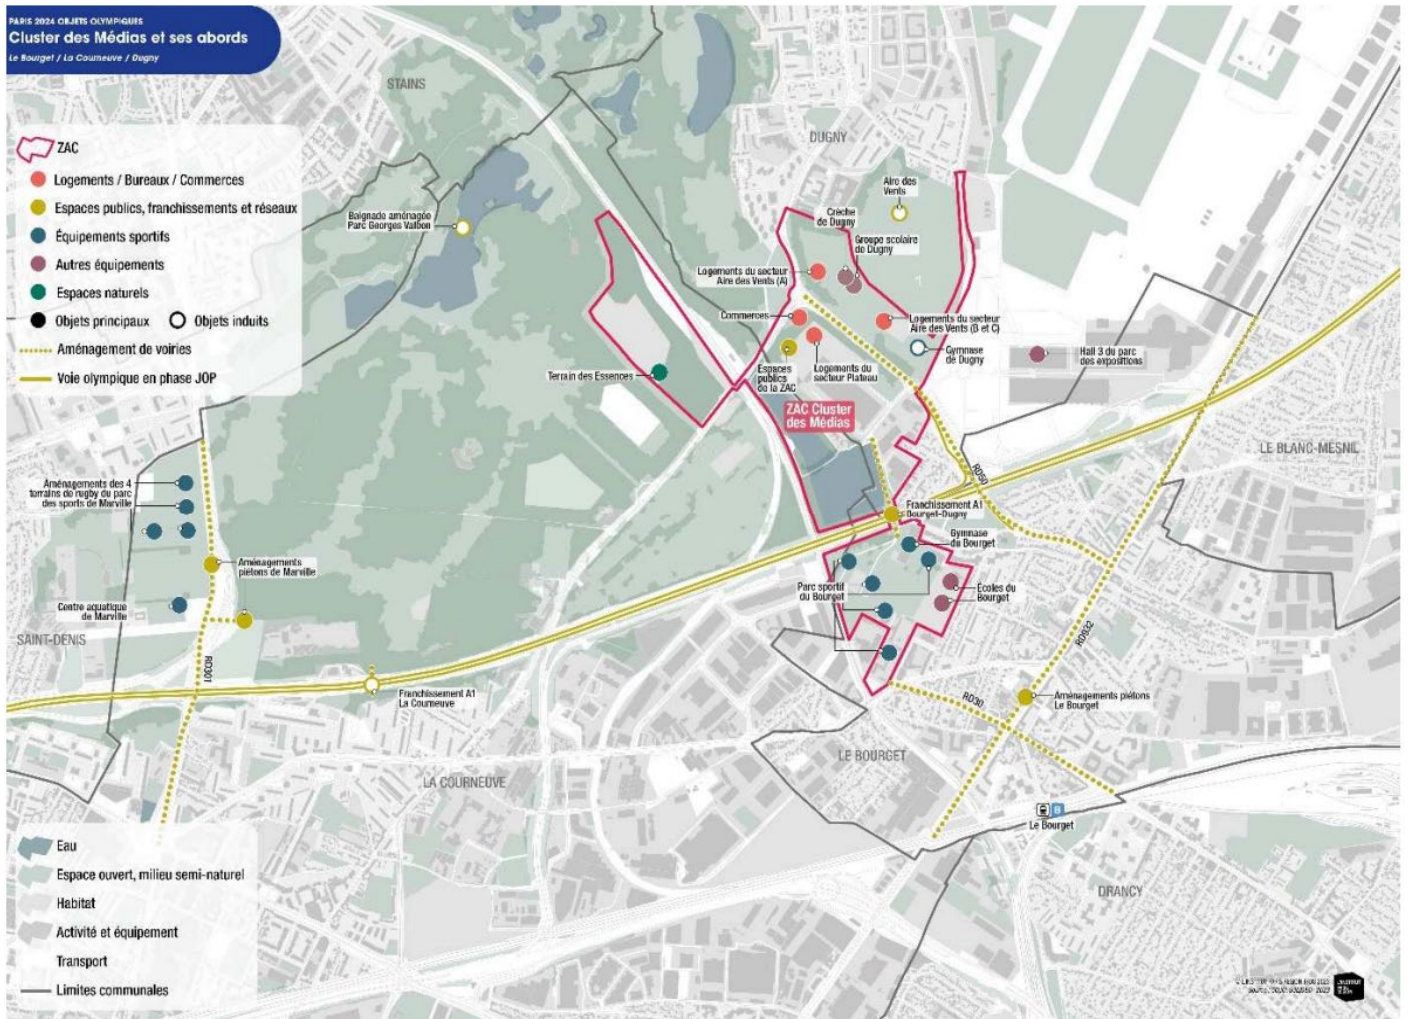 PARIS 2024 OBJETS OLYMPIQUES
Cluster des Médias et ses abords
Le Bourget / La Courneuve / Dugny
ZAC
Logements / Bureaux / Commerces
Espaces publics, franchissements et réseaux
Équipements sportifs
Autres équipements
Espaces naturels
Objets principaux
Objets induits
Aménagement de voiries
Voie olympique en phase JOP
STAINS
DUGNY
Baignade aménagée
Parc Georges Valbon
Aire des
Vents
Crèche
de Dugny
Groupe scolaire
de Dugny
Logements du secteur
Aire des Vents (A)
Commerces
Logements du secteur
Aire des Vents (B et C)
Gymnase
de Dugny
Hall 3 du parc
des expositions
Espaces
publics
de la ZAC
Logements du
secteur Plateau
Terrain des Essences
ZAC Cluster
des Médias
LE BLANC-MESNIL
RD50
Aménagements des 4
terrains de rugby du parc
des sports de Marville
Franchissement A1
Bourget-Dugny
Gymnase
du Bourget
Aménagements
piétons de Marville
Parc sportif
du Bourget
Écoles du
Bourget
Centre aquatique
de Marville
SAINT-DENIS
RD301
RD932
Franchissement A1
La Courneuve
RD30
Aménagements piétons
Le Bourget
LE BOURGET
LA COURNEUVE
B
Le Bourget
DRANCY
Eau
Espace ouvert, milieu semi-naturel
Habitat
Activité et équipement
Transport
Limites communales